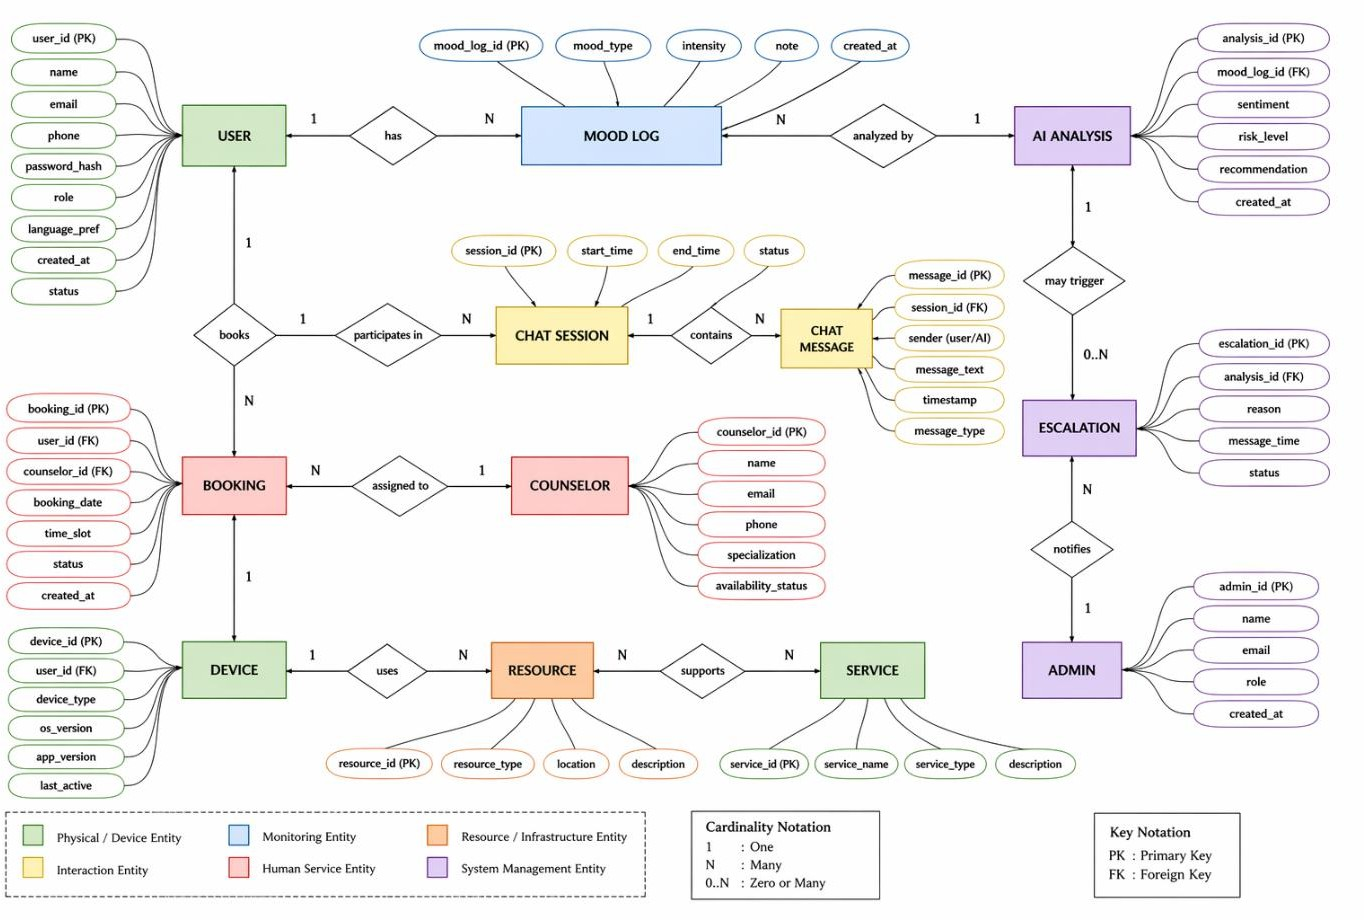 user_id (PK)
name
email
phone
password_hash
role
language_pref
created_at
status
USER
1
has
N
mood_log_id (PK)
mood_type
intensity
note
created_at
MOOD LOG
N
analyzed by
1
AI ANALYSIS
analysis_id (PK)
mood_log_id (FK)
sentiment
risk_level
recommendation
created_at
1
books
1
participates in
N
session_id (PK)
start_time
end_time
status
CHAT SESSION
1
contains
N
CHAT
MESSAGE
message_id (PK)
session_id (FK)
sender (user/AI)
message_text
timestamp
message_type
1
may trigger
0..N
ESCALATION
escalation_id (PK)
analysis_id (FK)
reason
message_time
status
N
booking_id (PK)
user_id (FK)
counselor_id (FK)
booking_date
time_slot
status
created_at
BOOKING
N
assigned to
1
COUNSELOR
counselor_id (PK)
name
email
phone
specialization
availability_status
N
notifies
1
ADMIN
admin_id (PK)
name
email
role
created_at
1
device_id (PK)
user_id (FK)
device_type
os_version
app_version
last_active
DEVICE
1
uses
N
RESOURCE
N
supports
N
SERVICE
resource_id (PK)
resource_type
location
description
service_id (PK)
service_name
service_type
description
Physical / Device Entity
Monitoring Entity
Resource / Infrastructure Entity
Interaction Entity
Human Service Entity
System Management Entity
Cardinality Notation
1 : One
N : Many
0..N : Zero or Many
Key Notation
PK : Primary Key
FK : Foreign Key